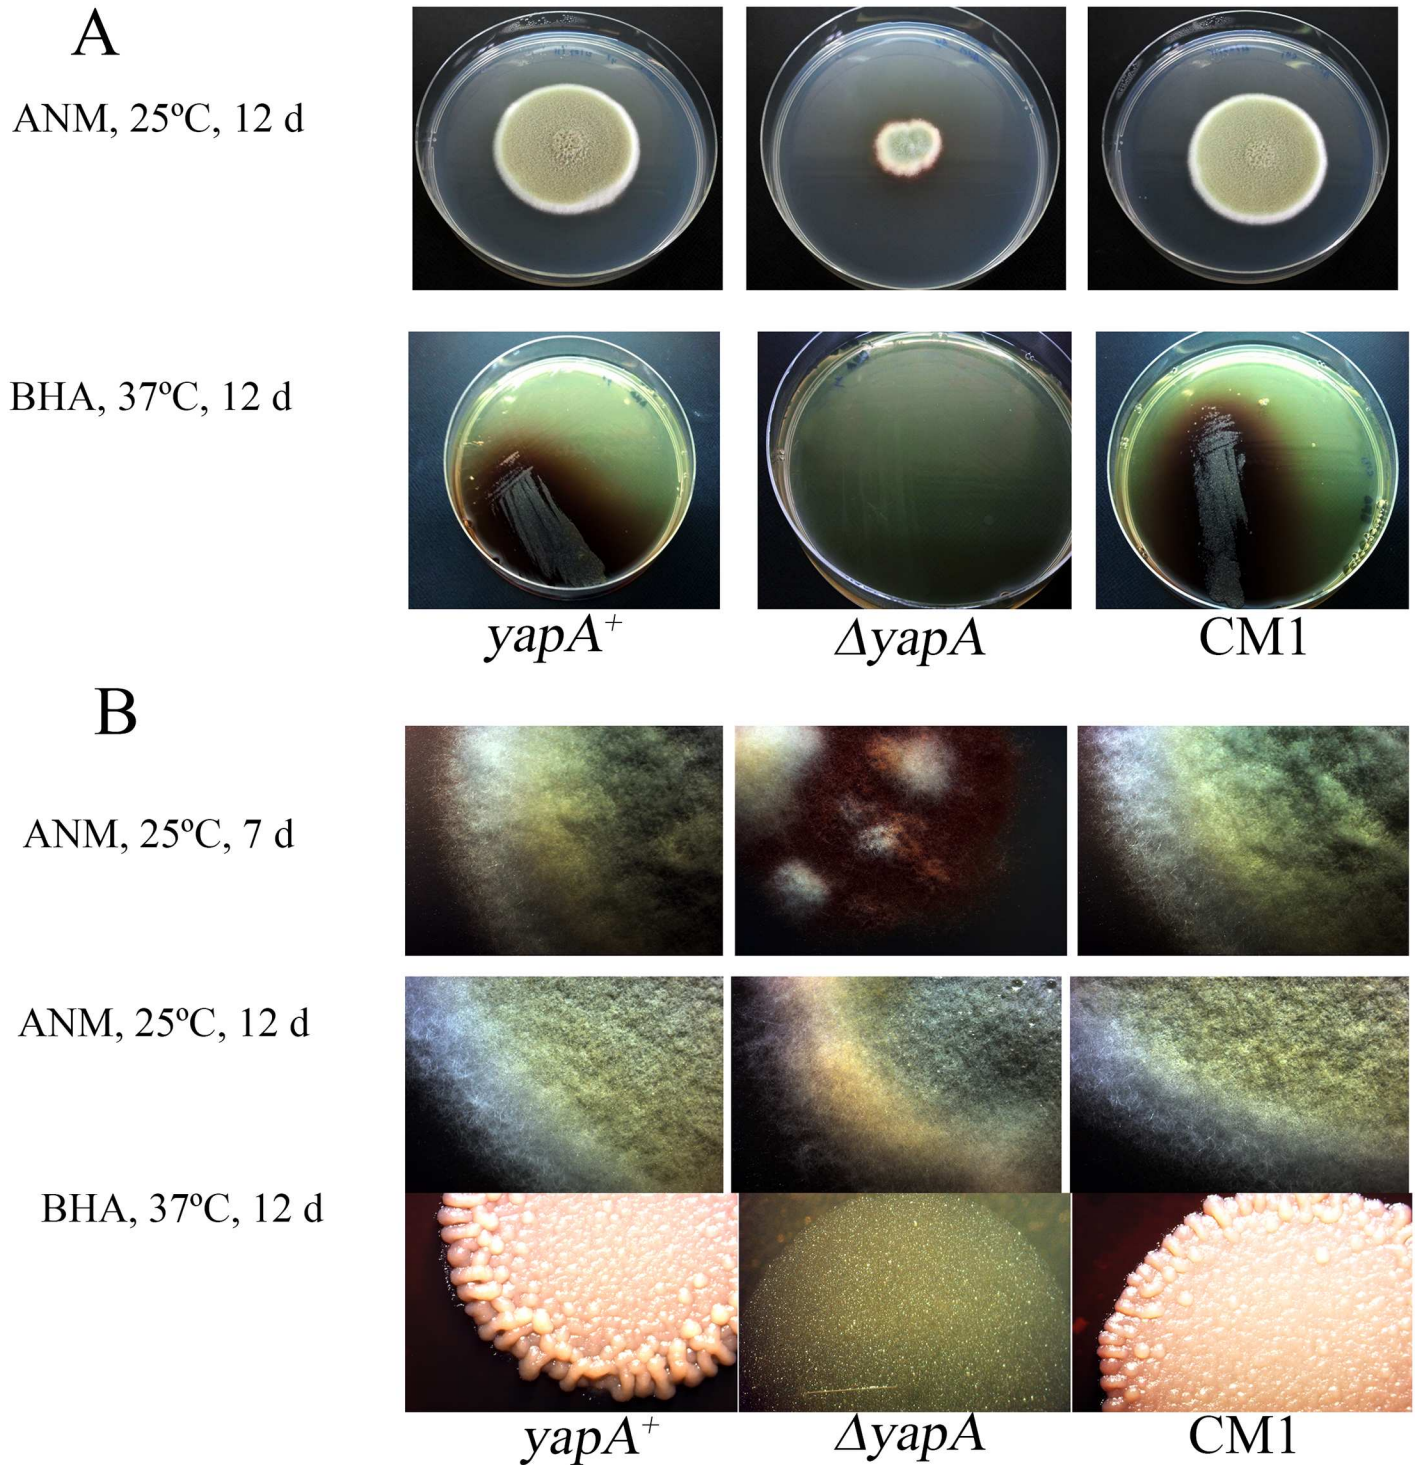 A
ANM, 25ºC, 12 d
BHA, 37ºC, 12 d
yapA⁺ ΔyapA CM1
B
ANM, 25ºC, 7 d
ANM, 25ºC, 12 d
BHA, 37ºC, 12 d
yapA⁺ ΔyapA CM1